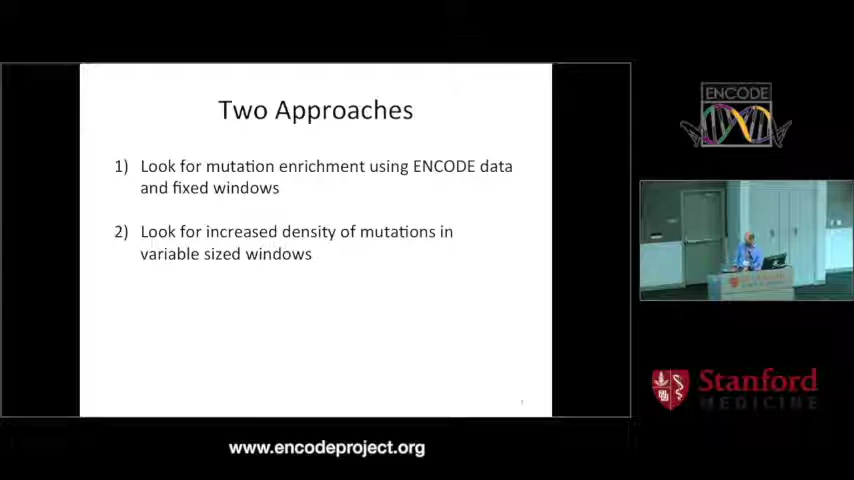 Two Approaches
1) Look for mutation enrichment using ENCODE data
and fixed windows
2) Look for increased density of mutations in
variable sized windows
ENCODE
Stanford
MEDICINE
www.encodeproject.org